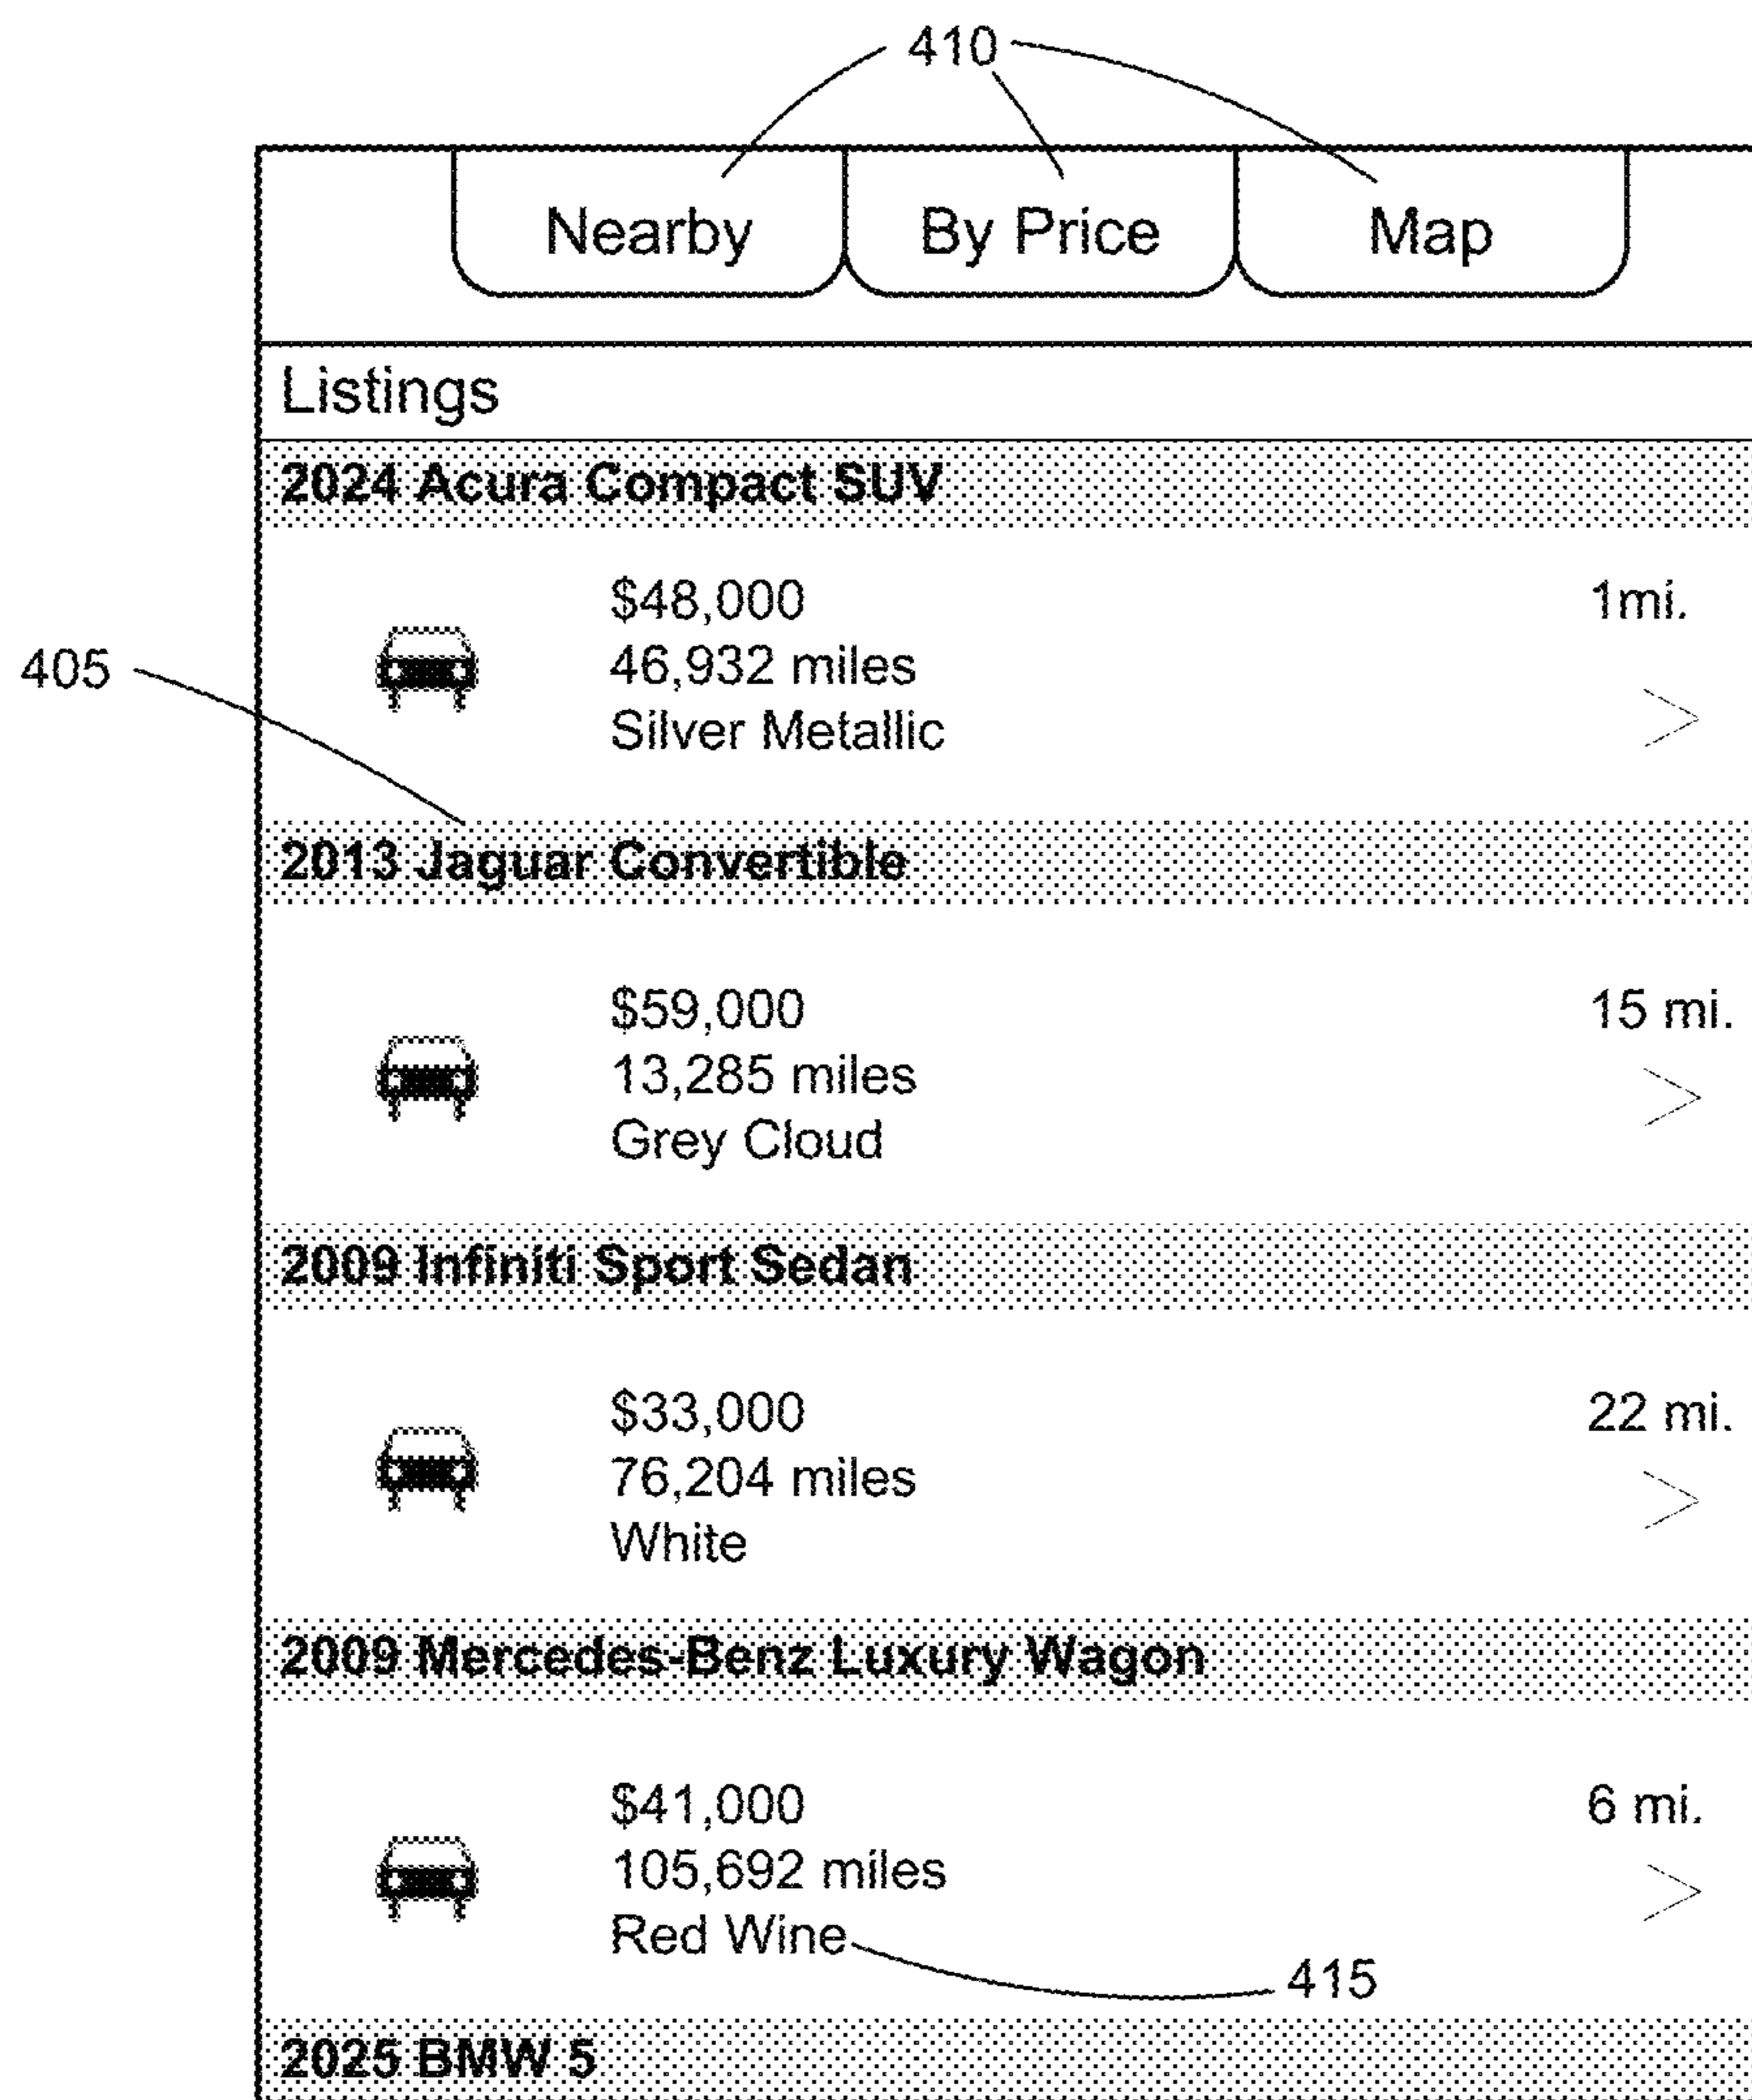 410
Nearby By Price Map
Listings
2024 Acura Compact SUV
$48,000 1mi.
46,932 miles
405
Silver Metallic
2013 Jaguar Convertible
$59,000 15 mi.
13,285 miles
Grey Cloud
2009 Infiniti Sport Sedan
$33,000 22 mi.
76,204 miles
White
2009 Mercedes-Benz Luxury Wagon
$41,000 6 mi.
105,692 miles
Red Wine
415
2025 BMW 5